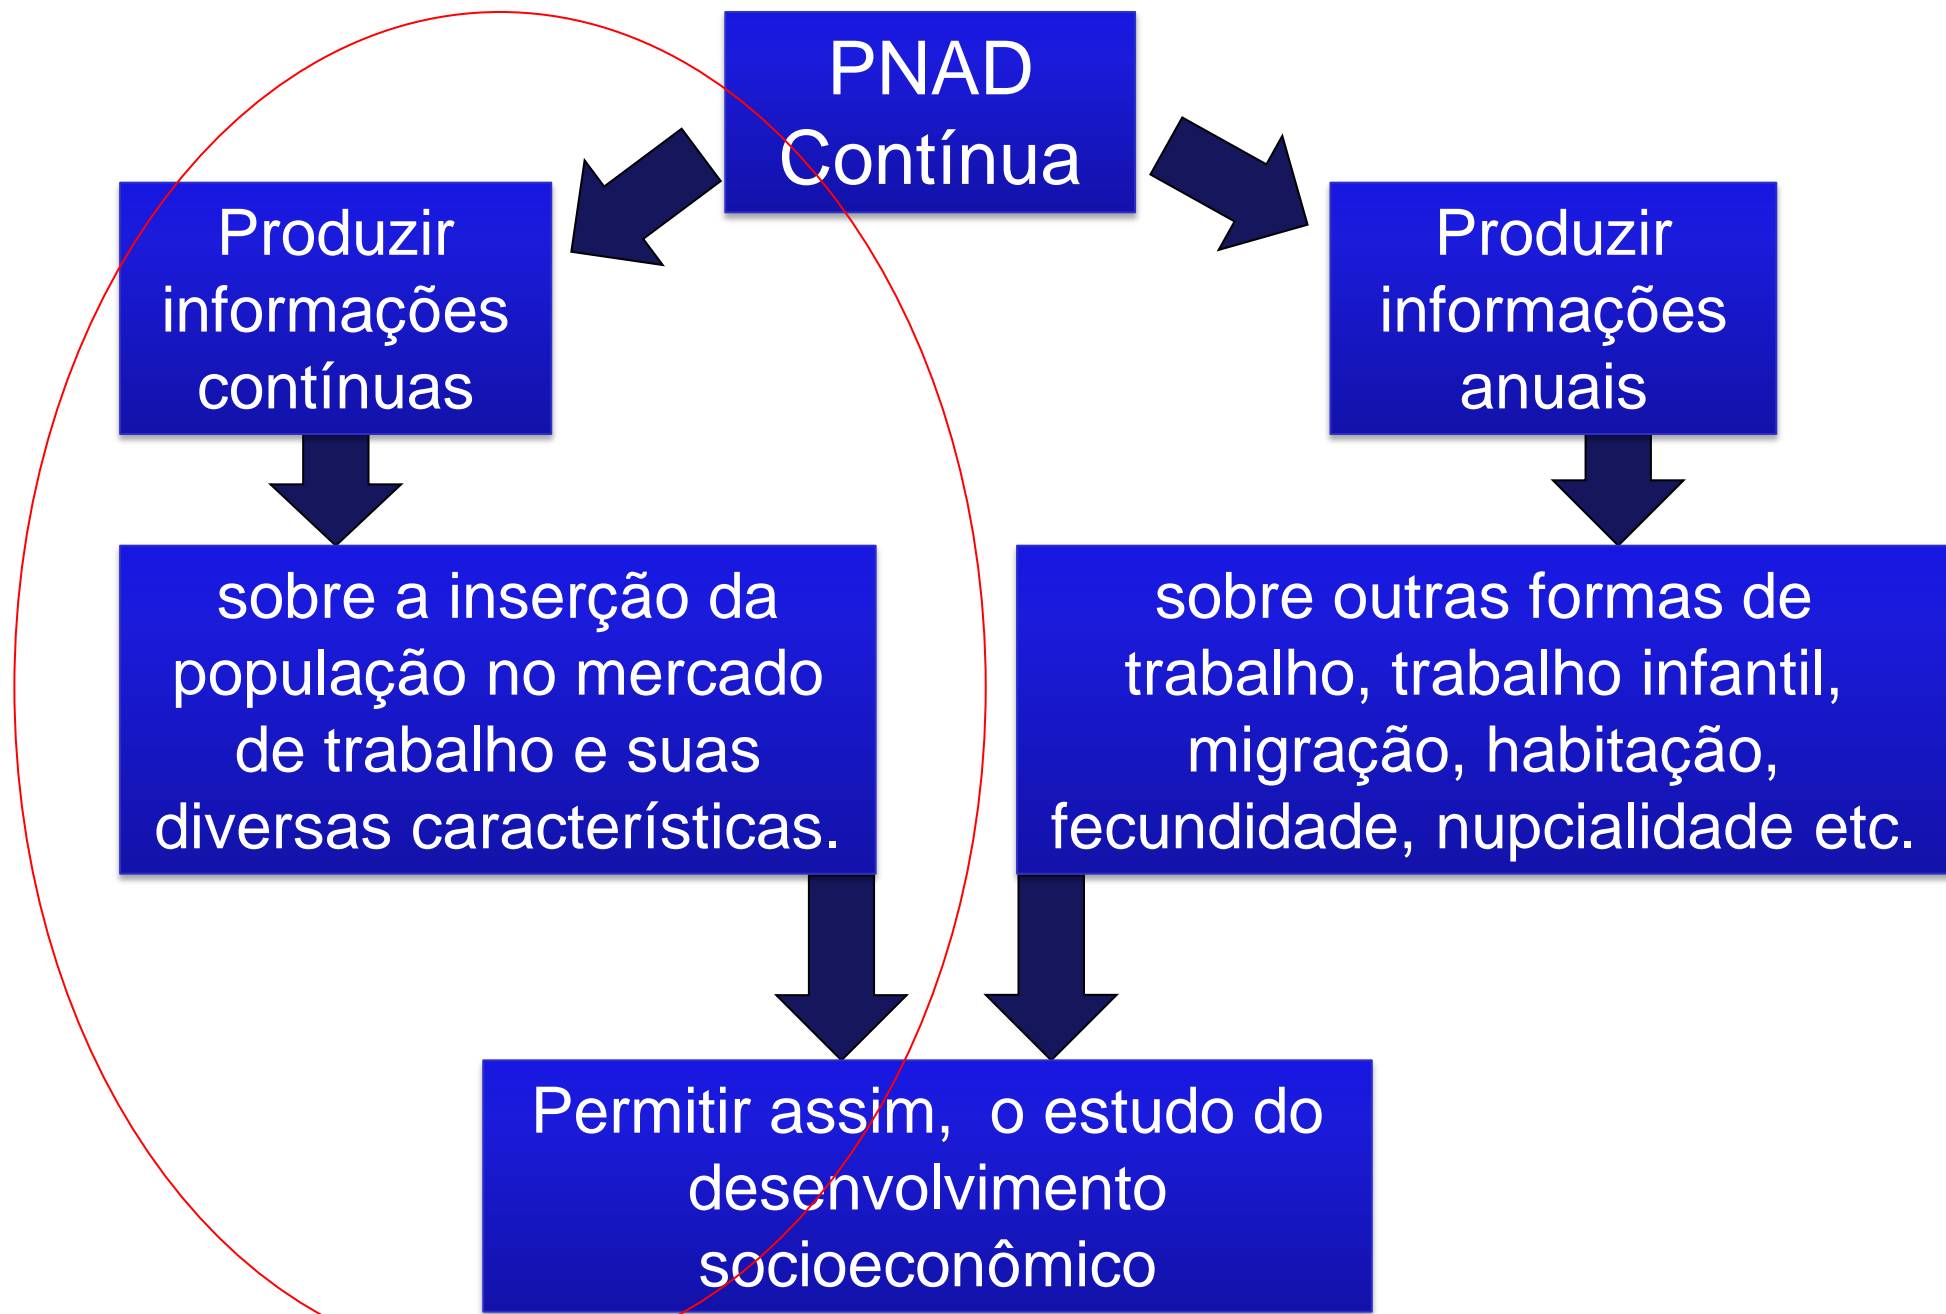 PNAD
Contínua
Produzir
informações
contínuas
Produzir
informações
anuais
sobre a inserção da
população no mercado
de trabalho e suas
diversas características.
sobre outras formas de
trabalho, trabalho infantil,
migração, habitação,
fecundidade, nupcialidade etc.
Permitir assim,  o estudo do
desenvolvimento
socioeconômico